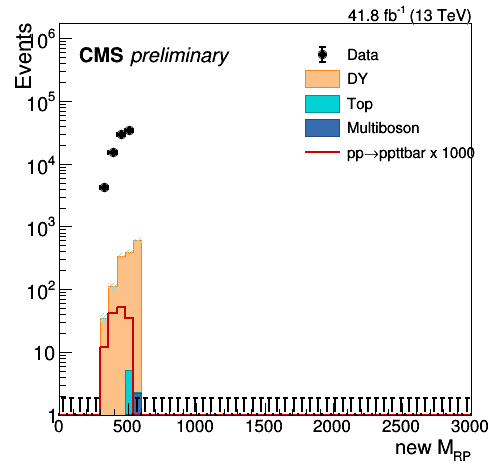 41.8 fb⁻¹ (13 TeV)
Events
CMS preliminary
Data
DY
Top
Multiboson
pp→ppttbar x 1000
10⁶
10⁵
10⁴
10³
10²
10
1
0 500 1000 1500 2000 2500 3000
new M_RP